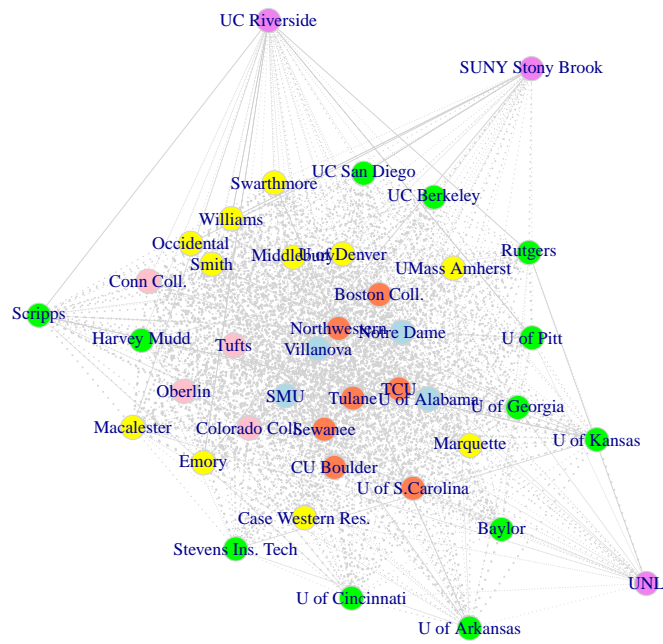 UC Riverside
SUNY Stony Brook
UC San Diego
Swarthmore
UC Berkeley
Williams
Occidental
Middlebury
U of Denver
Rutgers
Smith
UMass Amherst
Conn Coll.
Boston Coll.
Scripps
Northwestern
Notre Dame
Harvey Mudd
Tufts
Villanova
U of Pitt
Oberlin
SMU
Tulane
TCU
U of Alabama
U of Georgia
Macalester
Colorado Coll.
Sewanee
Marquette
U of Kansas
Emory
CU Boulder
U of S.Carolina
Case Western Res.
Baylor
Stevens Ins. Tech
UNL
U of Cincinnati
U of Arkansas